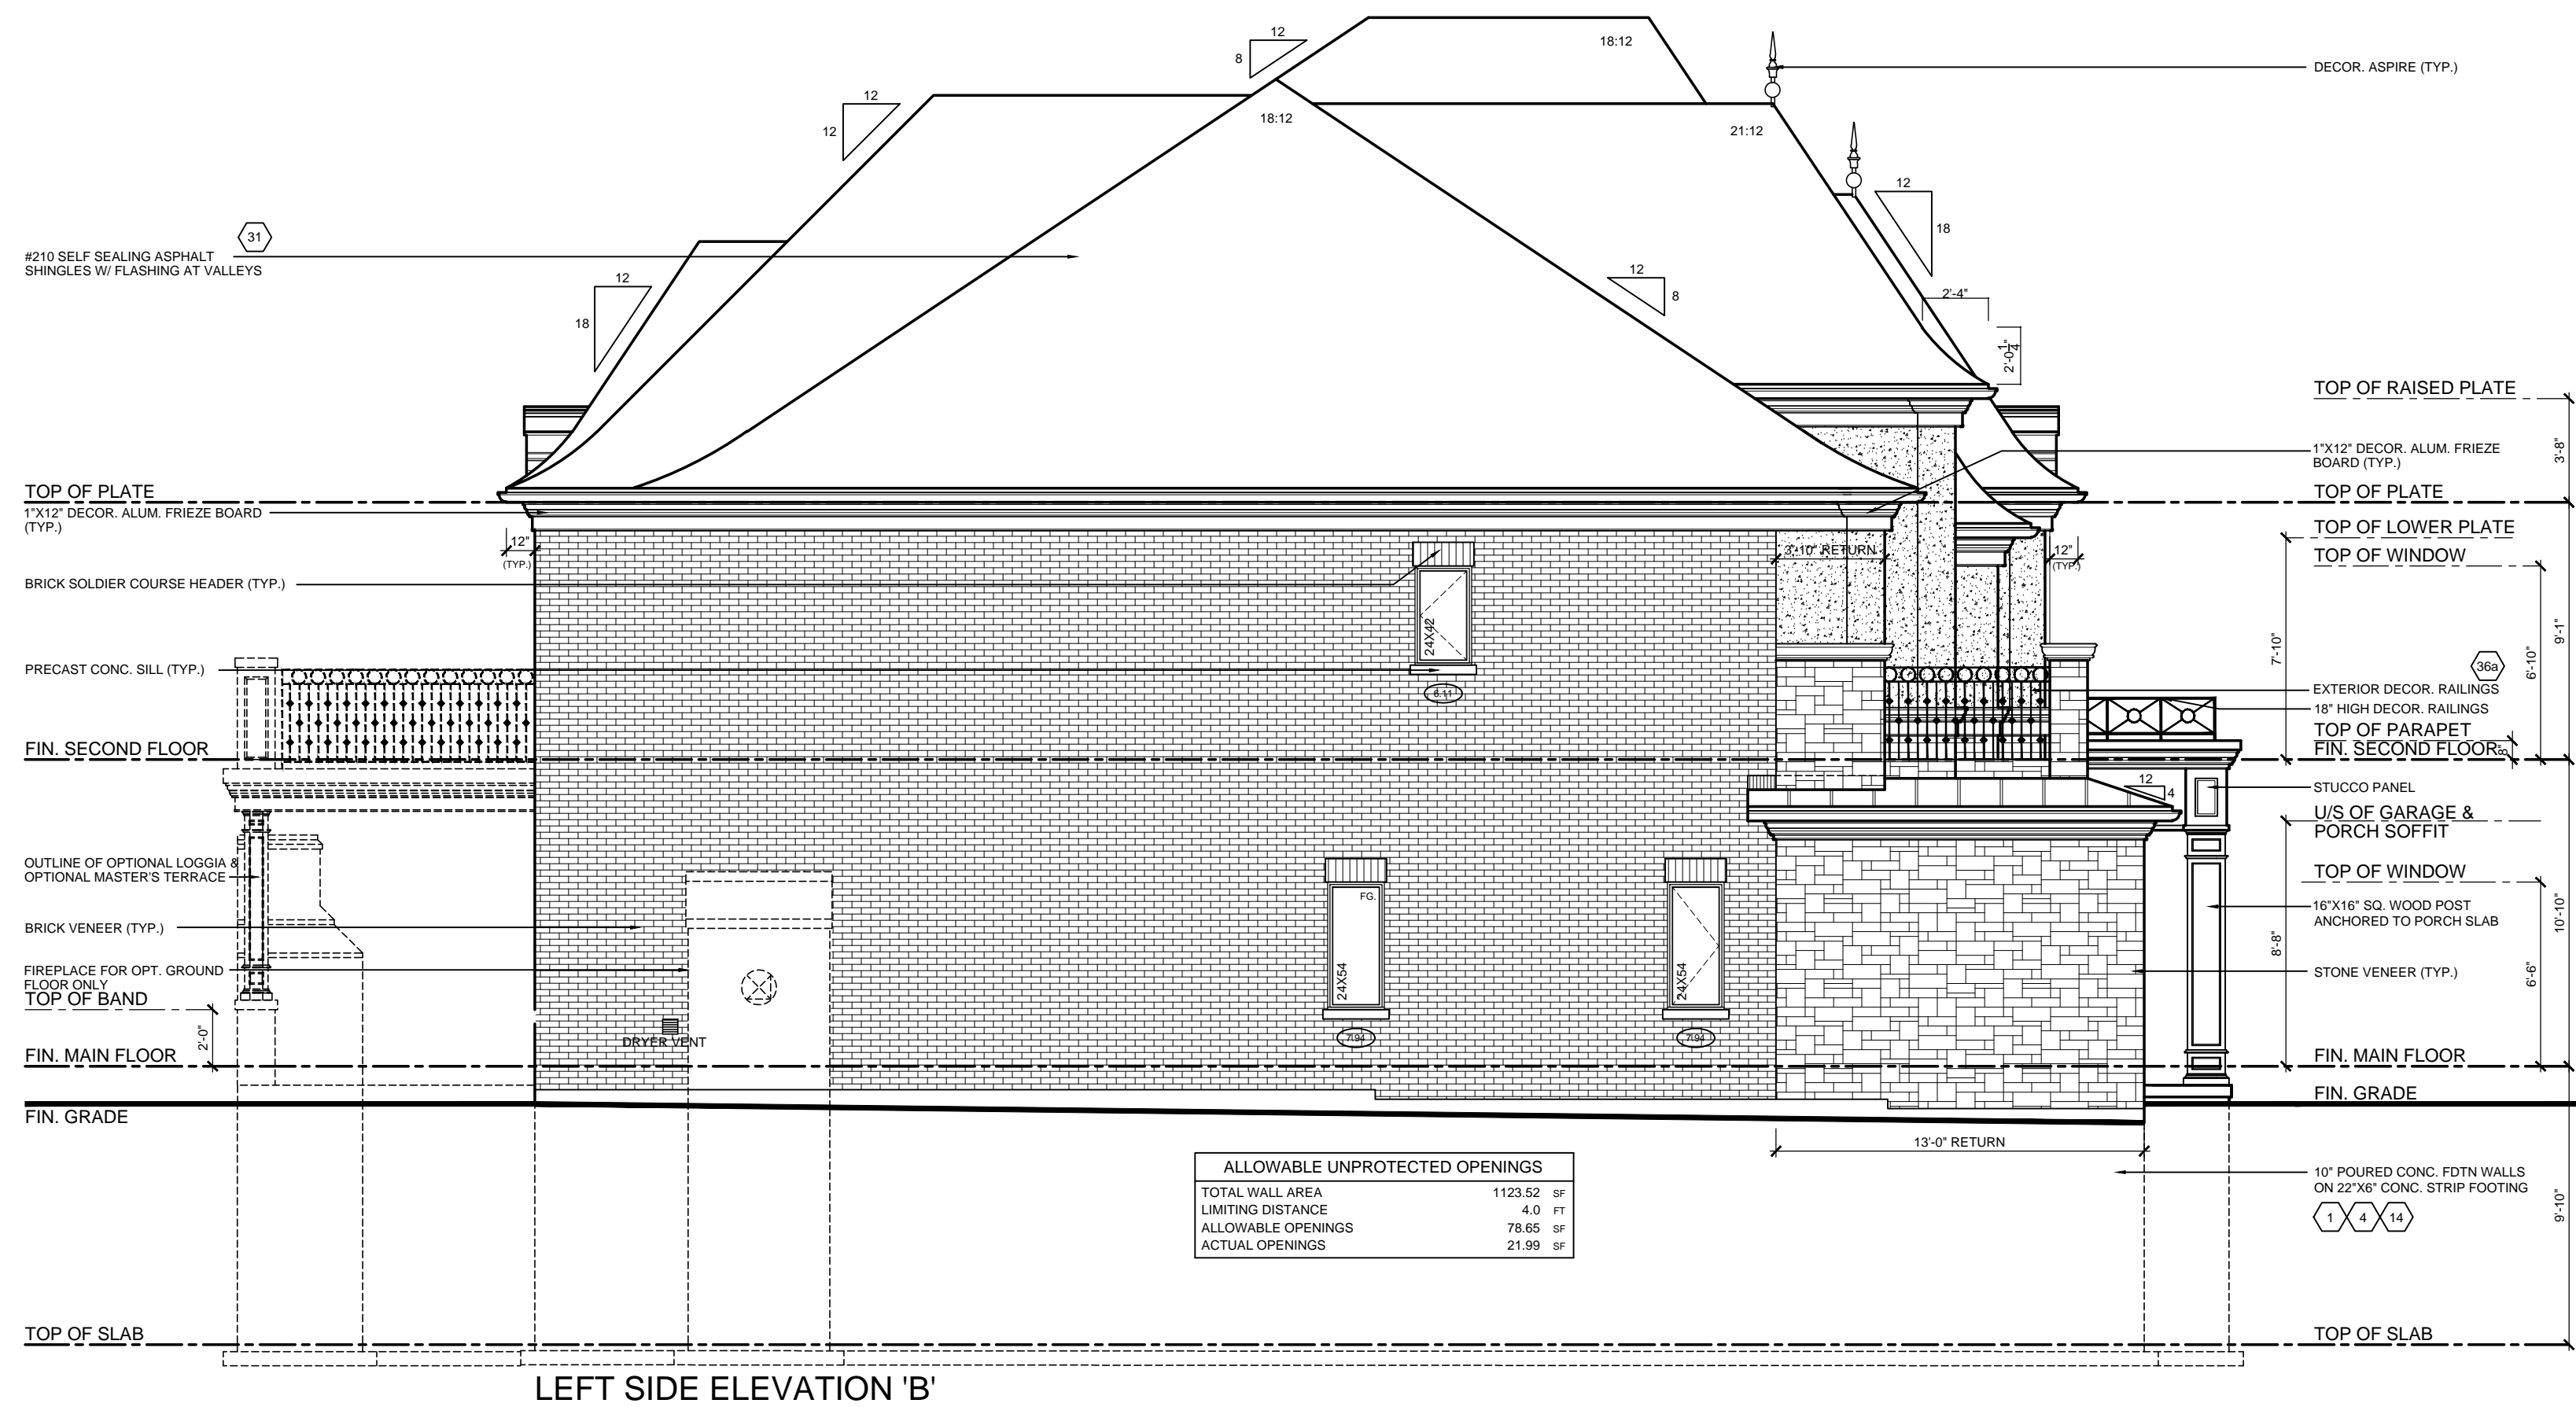 12
8
18:12
DECOR. ASPIRE (TYP.)
12
12
18:12
21:12
12
18
31
#210 SELF SEALING ASPHALT
SHINGLES W/ FLASHING AT VALLEYS
12
18
12
8
2'-4"
2'-0 1/4"
TOP OF RAISED PLATE
3'-8"
1"X12" DECOR. ALUM. FRIEZE
BOARD (TYP.)
TOP OF PLATE
TOP OF PLATE
1"X12" DECOR. ALUM. FRIEZE BOARD
(TYP.)
TOP OF LOWER PLATE
12"
(TYP.)
3'-10" RETURN
12"
(TYP.)
TOP OF WINDOW
BRICK SOLDIER COURSE HEADER (TYP.)
24X42
7'-10"
6'-10"
9'-1"
PRECAST CONC. SILL (TYP.)
6.11
36a
EXTERIOR DECOR. RAILINGS
18" HIGH DECOR. RAILINGS
TOP OF PARAPET
FIN. SECOND FLOOR
FIN. SECOND FLOOR
8"
12
4
STUCCO PANEL
U/S OF GARAGE &
PORCH SOFFIT
OUTLINE OF OPTIONAL LOGGIA &
OPTIONAL MASTER'S TERRACE
TOP OF WINDOW
FG.
24X54
24X54
16"X16" SQ. WOOD POST
ANCHORED TO PORCH SLAB
BRICK VENEER (TYP.)
8'-8"
6'-6"
10'-10"
FIREPLACE FOR OPT. GROUND
FLOOR ONLY
STONE VENEER (TYP.)
TOP OF BAND
2'-0"
DRYER VENT
7.94
7.94
FIN. MAIN FLOOR
FIN. MAIN FLOOR
FIN. GRADE
FIN. GRADE
13'-0" RETURN
ALLOWABLE UNPROTECTED OPENINGS
TOTAL WALL AREA 1123.52 SF
LIMITING DISTANCE 4.0 FT
ALLOWABLE OPENINGS 78.65 SF
ACTUAL OPENINGS 21.99 SF
10" POURED CONC. FDTN WALLS
ON 22"X6" CONC. STRIP FOOTING
1 4 14
9'-10"
TOP OF SLAB
TOP OF SLAB
LEFT SIDE ELEVATION 'B'